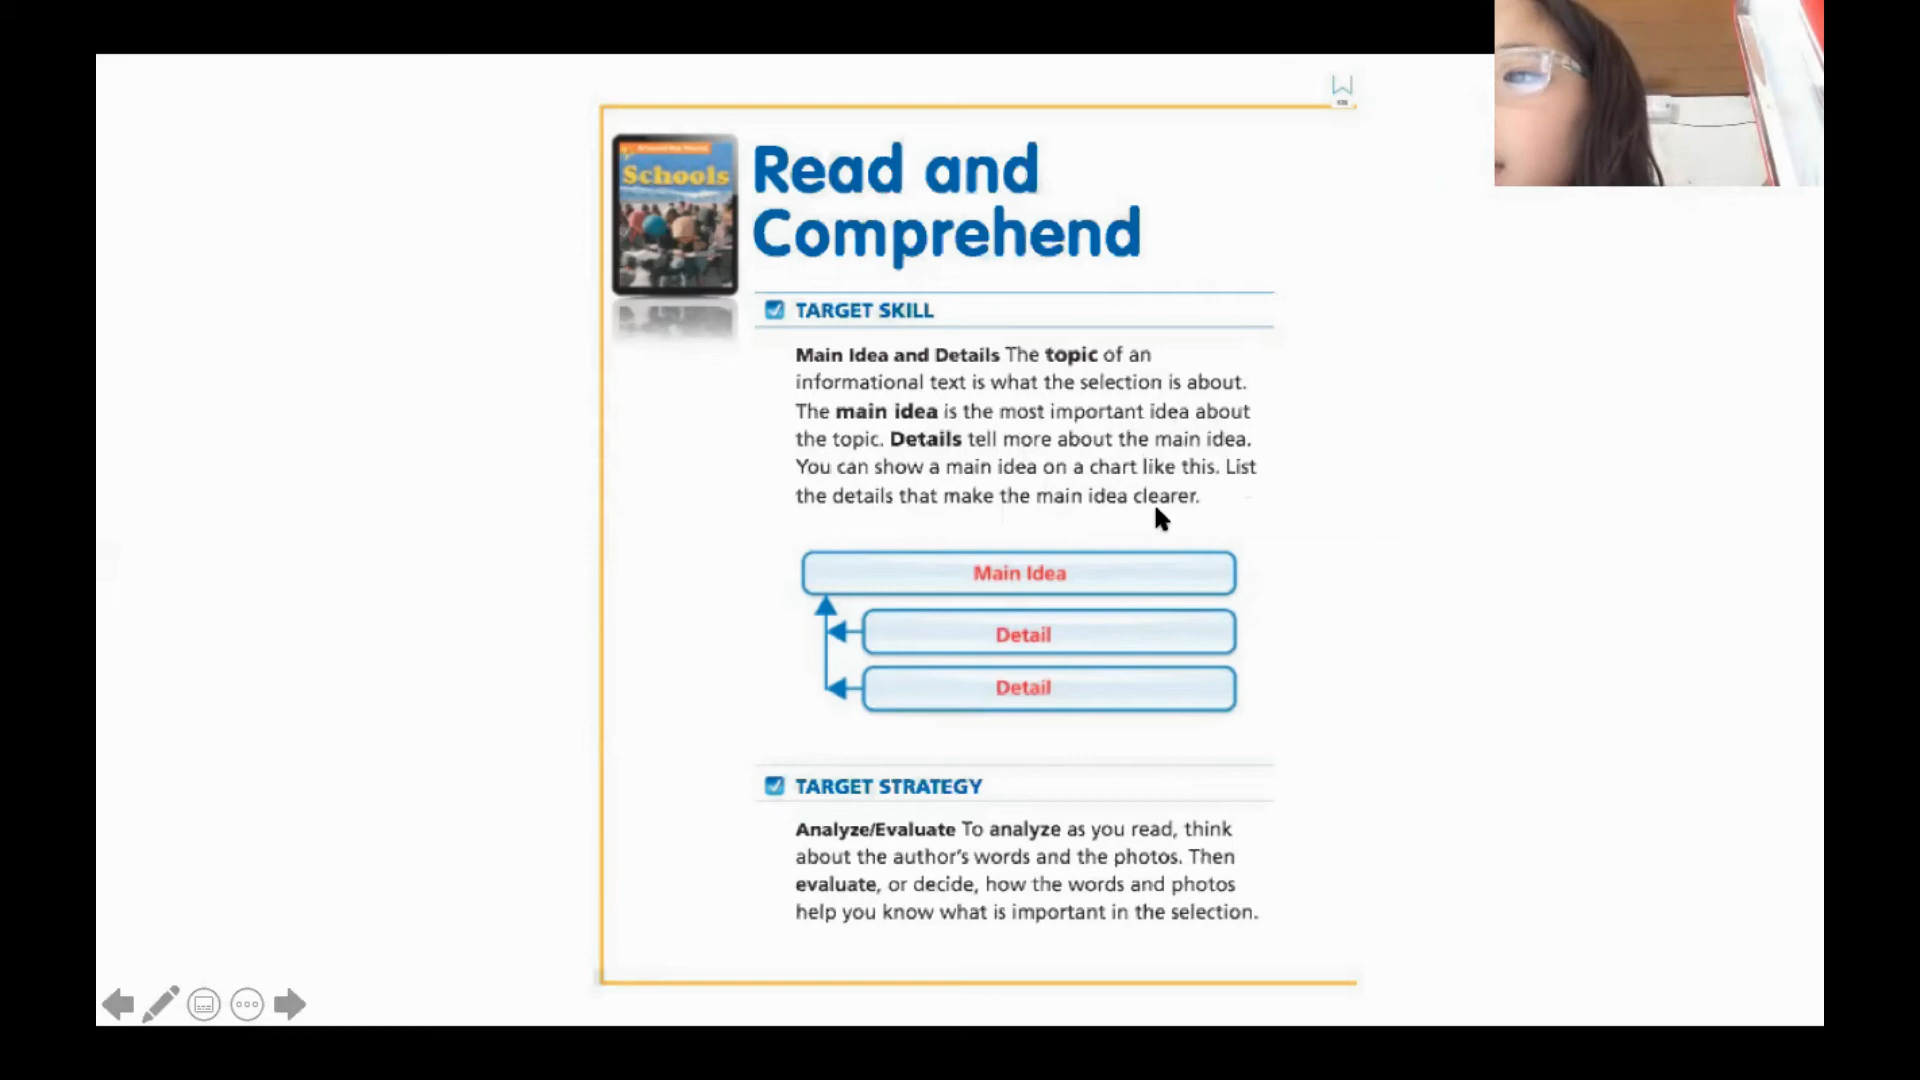 Schools
Read and
Comprehend
TARGET SKILL
Main Idea and Details The topic of an
informational text is what the selection is about.
The main idea is the most important idea about
the topic. Details tell more about the main idea.
You can show a main idea on a chart like this. List
the details that make the main idea clearer.
Main Idea
Detail
Detail
TARGET STRATEGY
Analyze/Evaluate To analyze as you read, think
about the author's words and the photos. Then
evaluate, or decide, how the words and photos
help you know what is important in the selection.